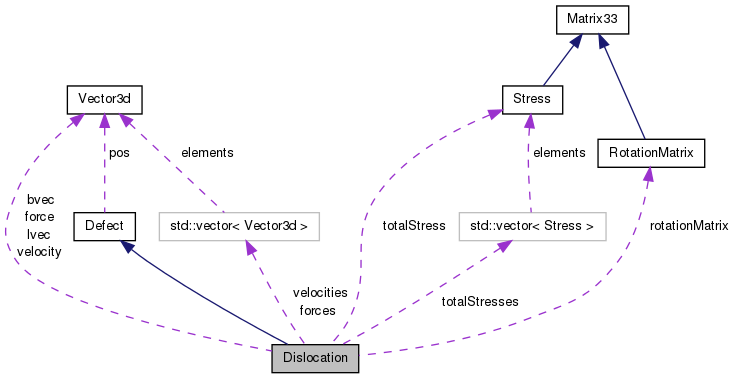 Matrix33
Vector3d
Stress
pos
elements
elements
RotationMatrix
bvec
force
lvec
velocity
Defect
std::vector< Vector3d >
totalStress
std::vector< Stress >
rotationMatrix
velocities
forces
totalStresses
Dislocation